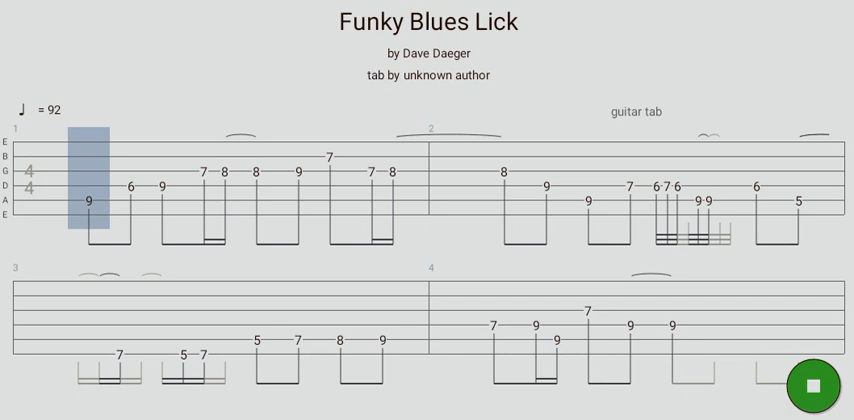 Funky Blues Lick
by Dave Daeger
tab by unknown author
♩ = 92
guitar tab
1 2
E
B 7
G 4 7 8 8 9 7 8 8
D 4 6 9 9 7 6 7 6 6
A 9 9 9 9 5
E
3 4
7
7 9 9 9
5 7 8 9 9
7 5 7